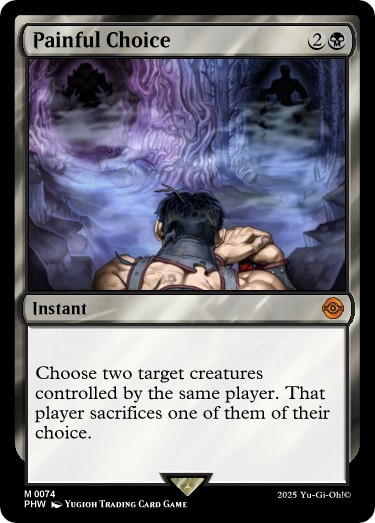 Painful Choice 2
Instant
Choose two target creatures
controlled by the same player. That
player sacrifices one of them of their
choice.
M 0074
PHW Yugioh Trading Card Game
2025 Yu-Gi-Oh!©